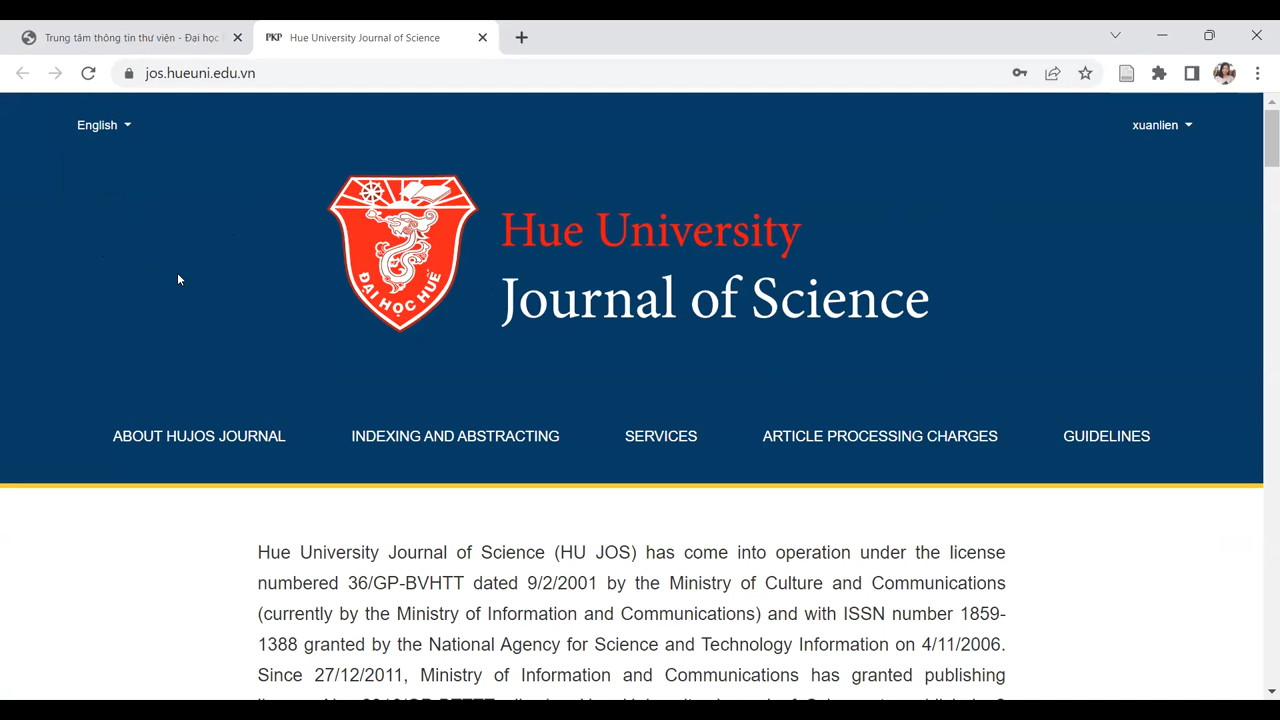 Trung tâm thông tin thư viện - Đại học
PKP Hue University Journal of Science
jos.hueuni.edu.vn
English
xuanlien
ĐẠI HỌC HUẾ
Hue University
Journal of Science
ABOUT HUJOS JOURNAL INDEXING AND ABSTRACTING SERVICES ARTICLE PROCESSING CHARGES GUIDELINES
Hue University Journal of Science (HU JOS) has come into operation under the license
numbered 36/GP-BVHTT dated 9/2/2001 by the Ministry of Culture and Communications
(currently by the Ministry of Information and Communications) and with ISSN number 1859-
1388 granted by the National Agency for Science and Technology Information on 4/11/2006.
Since 27/12/2011, Ministry of Information and Communications has granted publishing